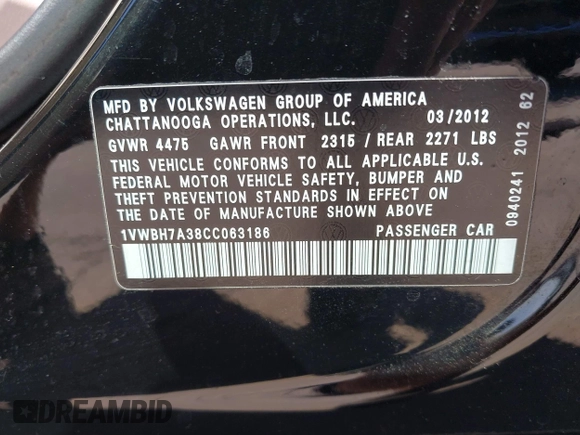 MFD BY VOLKSWAGEN GROUP OF AMERICA
CHATTANOOGA OPERATIONS, LLC. 03/2012
GVWR 4475 GAWR FRONT 2315 / REAR 2271 LBS
THIS VEHICLE CONFORMS TO ALL APPLICABLE U.S.
FEDERAL MOTOR VEHICLE SAFETY, BUMPER AND
THEFT PREVENTION STANDARDS IN EFFECT ON
THE DATE OF MANUFACTURE SHOWN ABOVE
1VWBH7A38CC063186 PASSENGER CAR
0940241 2012 62
DREAMBID